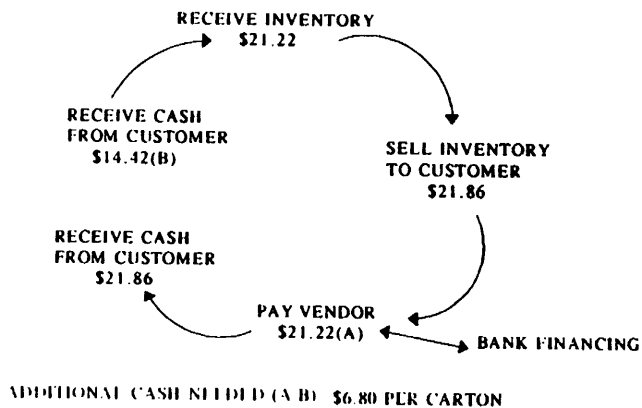 RECEIVE INVENTORY
$21.22
RECEIVE CASH
FROM CUSTOMER
$14.42(B)
SELL INVENTORY
TO CUSTOMER
$21.86
RECEIVE CASH
FROM CUSTOMER
$21.86
PAY VENDOR
$21.22(A)
BANK FINANCING
ADDITIONAL CASH NEEDED (A-B) $6.80 PER CARTON